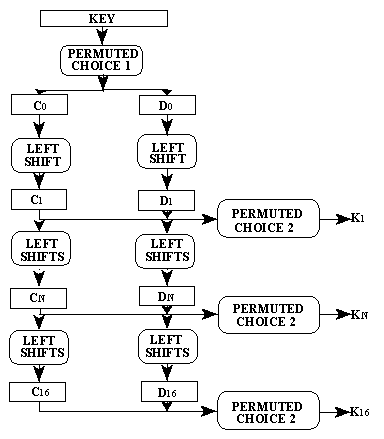 KEY
PERMUTED
CHOICE 1
C0
D0
LEFT
SHIFT
LEFT
SHIFT
C1
D1
PERMUTED
CHOICE 2
K1
LEFT
SHIFTS
LEFT
SHIFTS
CN
DN
PERMUTED
CHOICE 2
KN
LEFT
SHIFTS
LEFT
SHIFTS
C16
D16
PERMUTED
CHOICE 2
K16